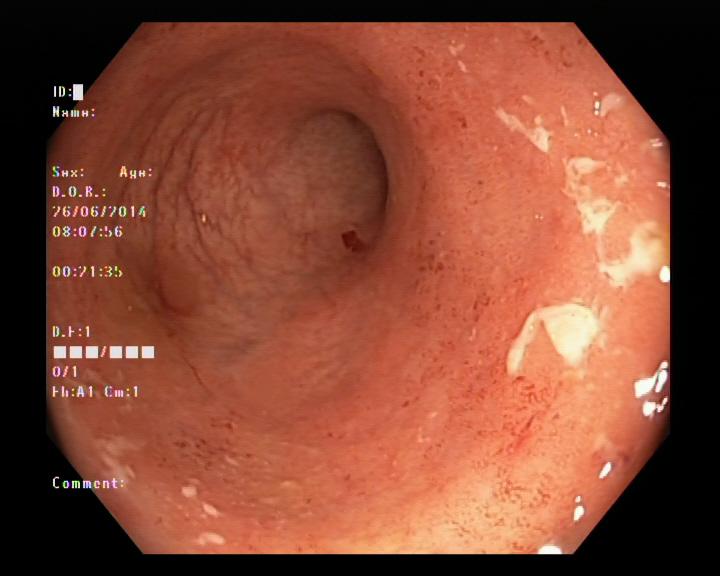 ID:
Name:
Sex: Age:
D.O.B.:
26/06/2014
08:07:56
00:21:35
D.F:1
■■■/■■■
0/1
Eh:A1 Cm:1
Comment: